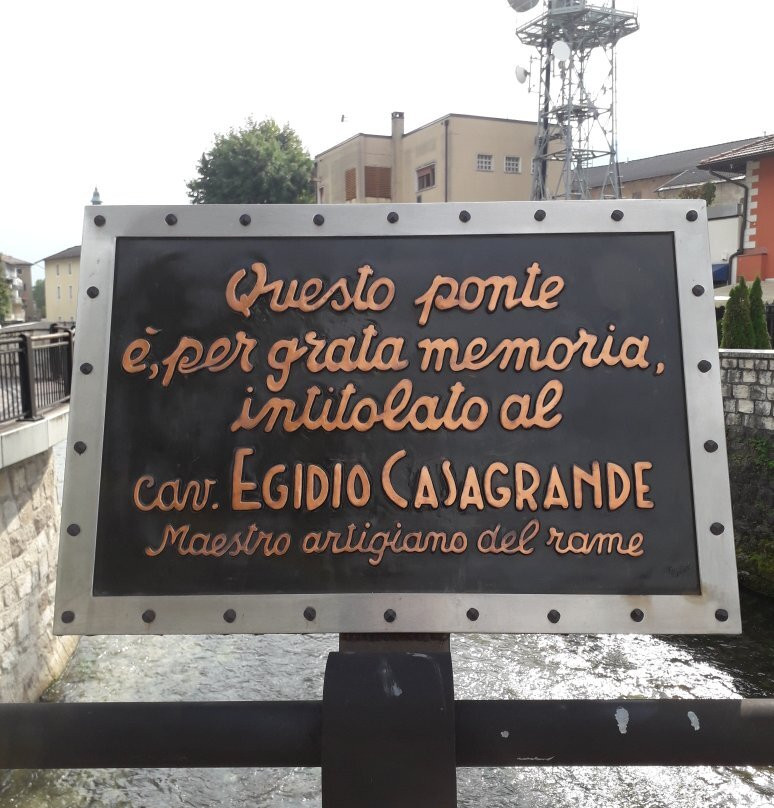 Questo ponte
è, per grata memoria,
intitolato al
cav. EGIDIO CASAGRANDE
Maestro artigiano del rame